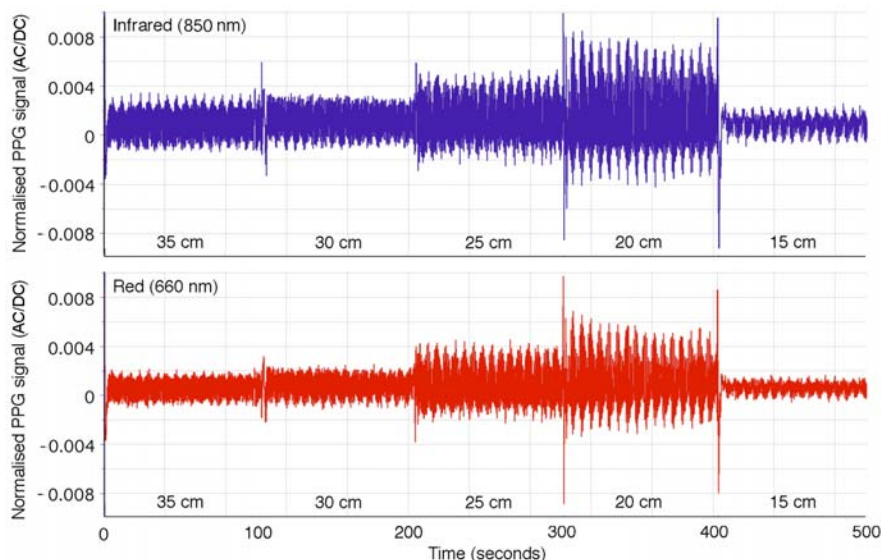 Infrared (850 nm)
Normalised PPG signal (AC/DC)
0.008
0.004
0
-0.004
-0.008
35 cm 30 cm 25 cm 20 cm 15 cm
Red (660 nm)
Normalised PPG signal (AC/DC)
0.008
0.004
0.000
-0.004
-0.008
35 cm 30 cm 25 cm 20 cm 15 cm
0 100 200 300 400 500
Time (seconds)